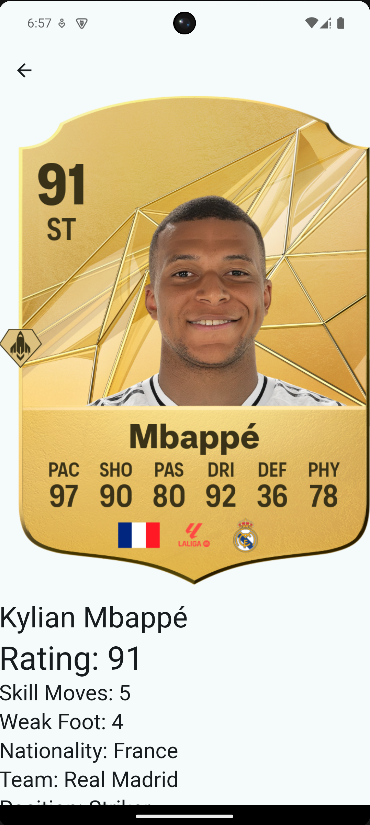 6:57
91
ST
Mbappé
PAC SHO PAS DRI DEF PHY
97 90 80 92 36 78
LALIGA
Kylian Mbappé
Rating: 91
Skill Moves: 5
Weak Foot: 4
Nationality: France
Team: Real Madrid
Position: Striker